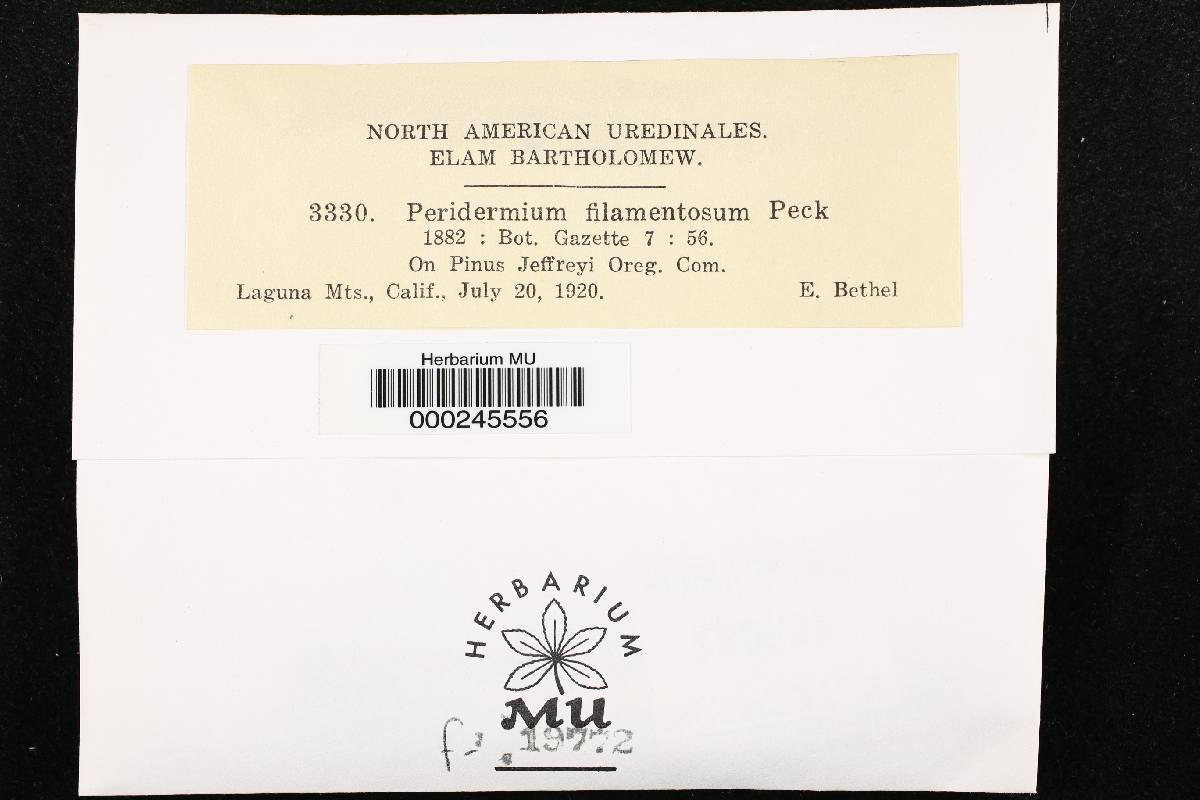 NORTH AMERICAN UREDINALES.
ELAM BARTHOLOMEW.
3330. Peridermium filamentosum Peck
1882 : Bot. Gazette 7 : 56.
On Pinus Jeffreyi Oreg. Com.
Laguna Mts., Calif., July 20, 1920. E. Bethel
Herbarium MU
000245556
HERBARIUM
MU
19772